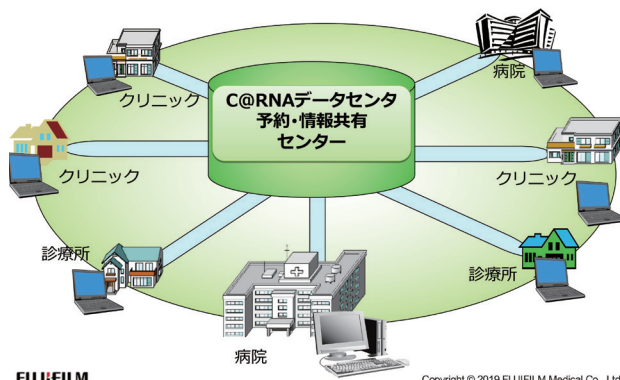 病院
クリニック
C@RNAデータセンタ
予約・情報共有
センター
クリニック
クリニック
診療所
診療所
病院
FUJIFILM
Copyright © 2019 FUJIFILM Medical Co., Ltd